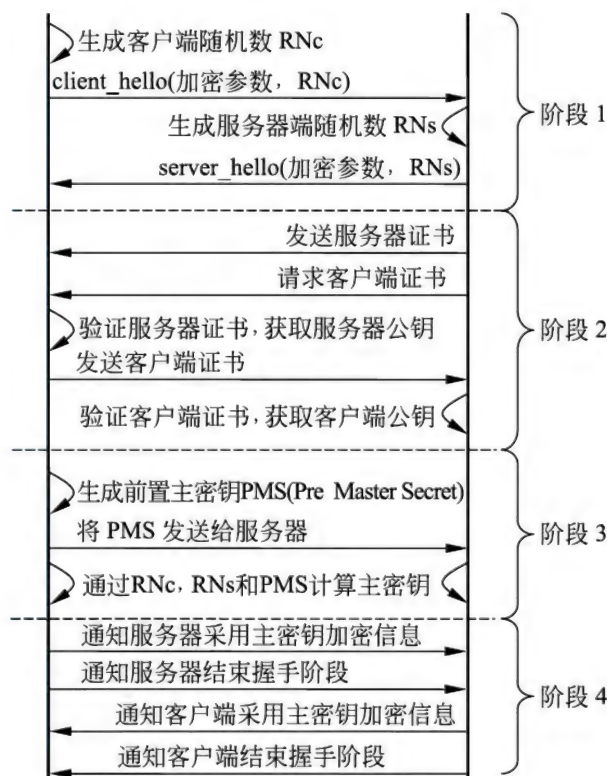 生成客户端随机数 RNc
client_hello(加密参数，RNc)
生成服务器端随机数 RNs
server_hello(加密参数，RNs)
阶段 1
发送服务器证书
请求客户端证书
验证服务器证书,获取服务器公钥
发送客户端证书
验证客户端证书,获取客户端公钥
阶段 2
生成前置主密钥PMS(Pre Master Secret)
将 PMS 发送给服务器
通过RNc，RNs和PMS计算主密钥
阶段 3
通知服务器采用主密钥加密信息
通知服务器结束握手阶段
通知客户端采用主密钥加密信息
通知客户端结束握手阶段
阶段 4